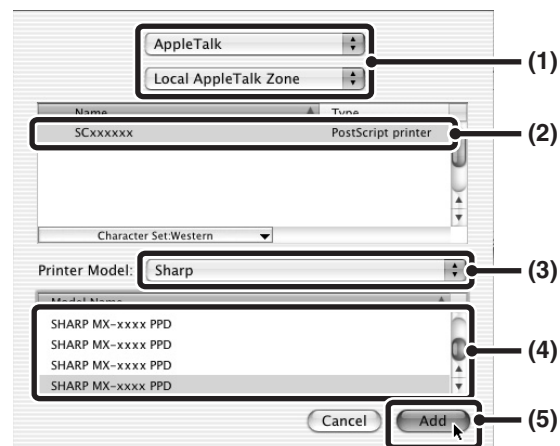 AppleTalk
(1)
Local AppleTalk Zone
Name Type
SCxxxxxx PostScript printer (2)
Character Set:Western
Printer Model: Sharp (3)
Model Name
SHARP MX-xxxx PPD
SHARP MX-xxxx PPD
(4)
SHARP MX-xxxx PPD
SHARP MX-xxxx PPD
Cancel Add (5)